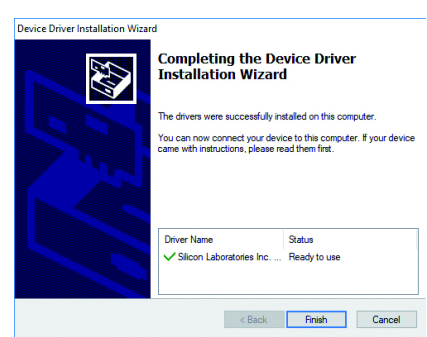 Device Driver Installation Wizard
Completing the Device Driver
Installation Wizard
The drivers were successfully installed on this computer.
You can now connect your device to this computer. If your device
came with instructions, please read them first.
Driver Name Status
Silicon Laboratories Inc. ... Ready to use
< Back Finish Cancel